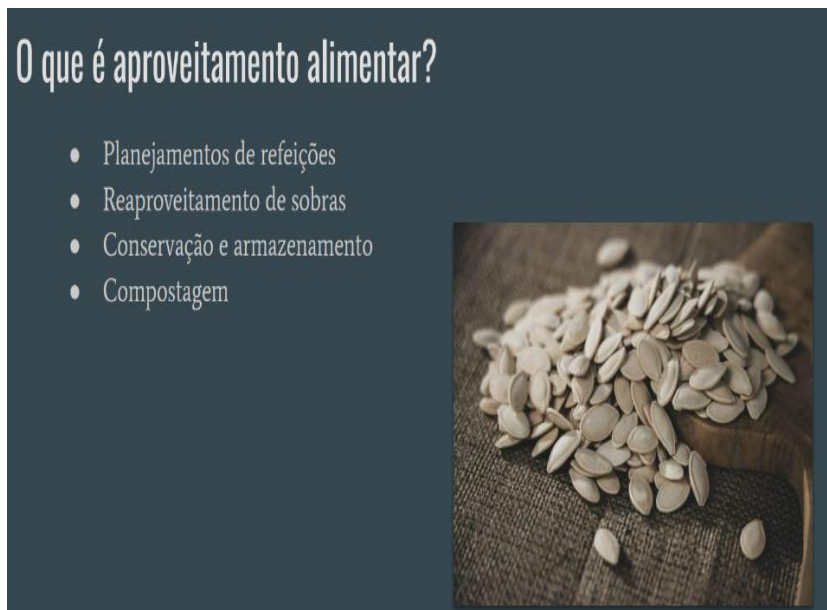 O que é aproveitamento alimentar?
● Planejamentos de refeições
● Reaproveitamento de sobras
● Conservação e armazenamento
● Compostagem